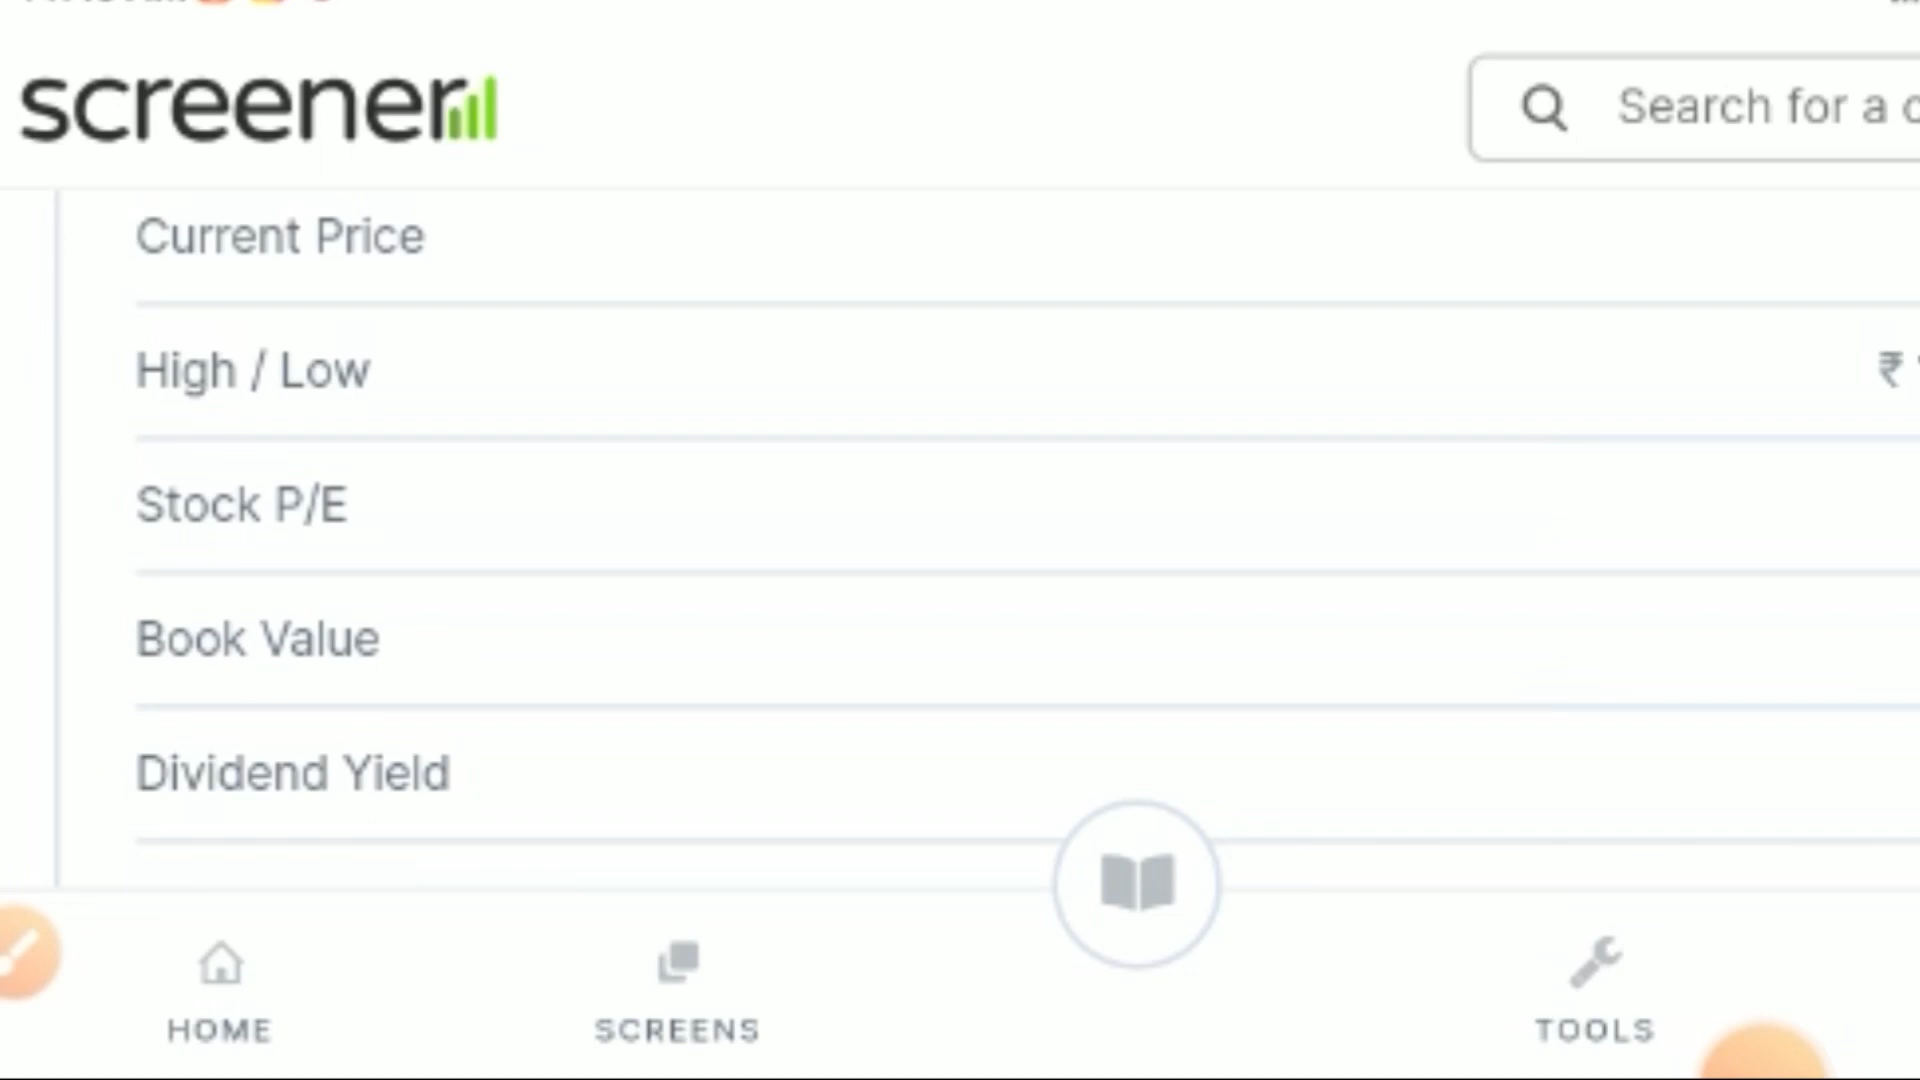 screener
Search for a
Current Price
High / Low
₹
Stock P/E
Book Value
Dividend Yield
HOME
SCREENS
TOOLS